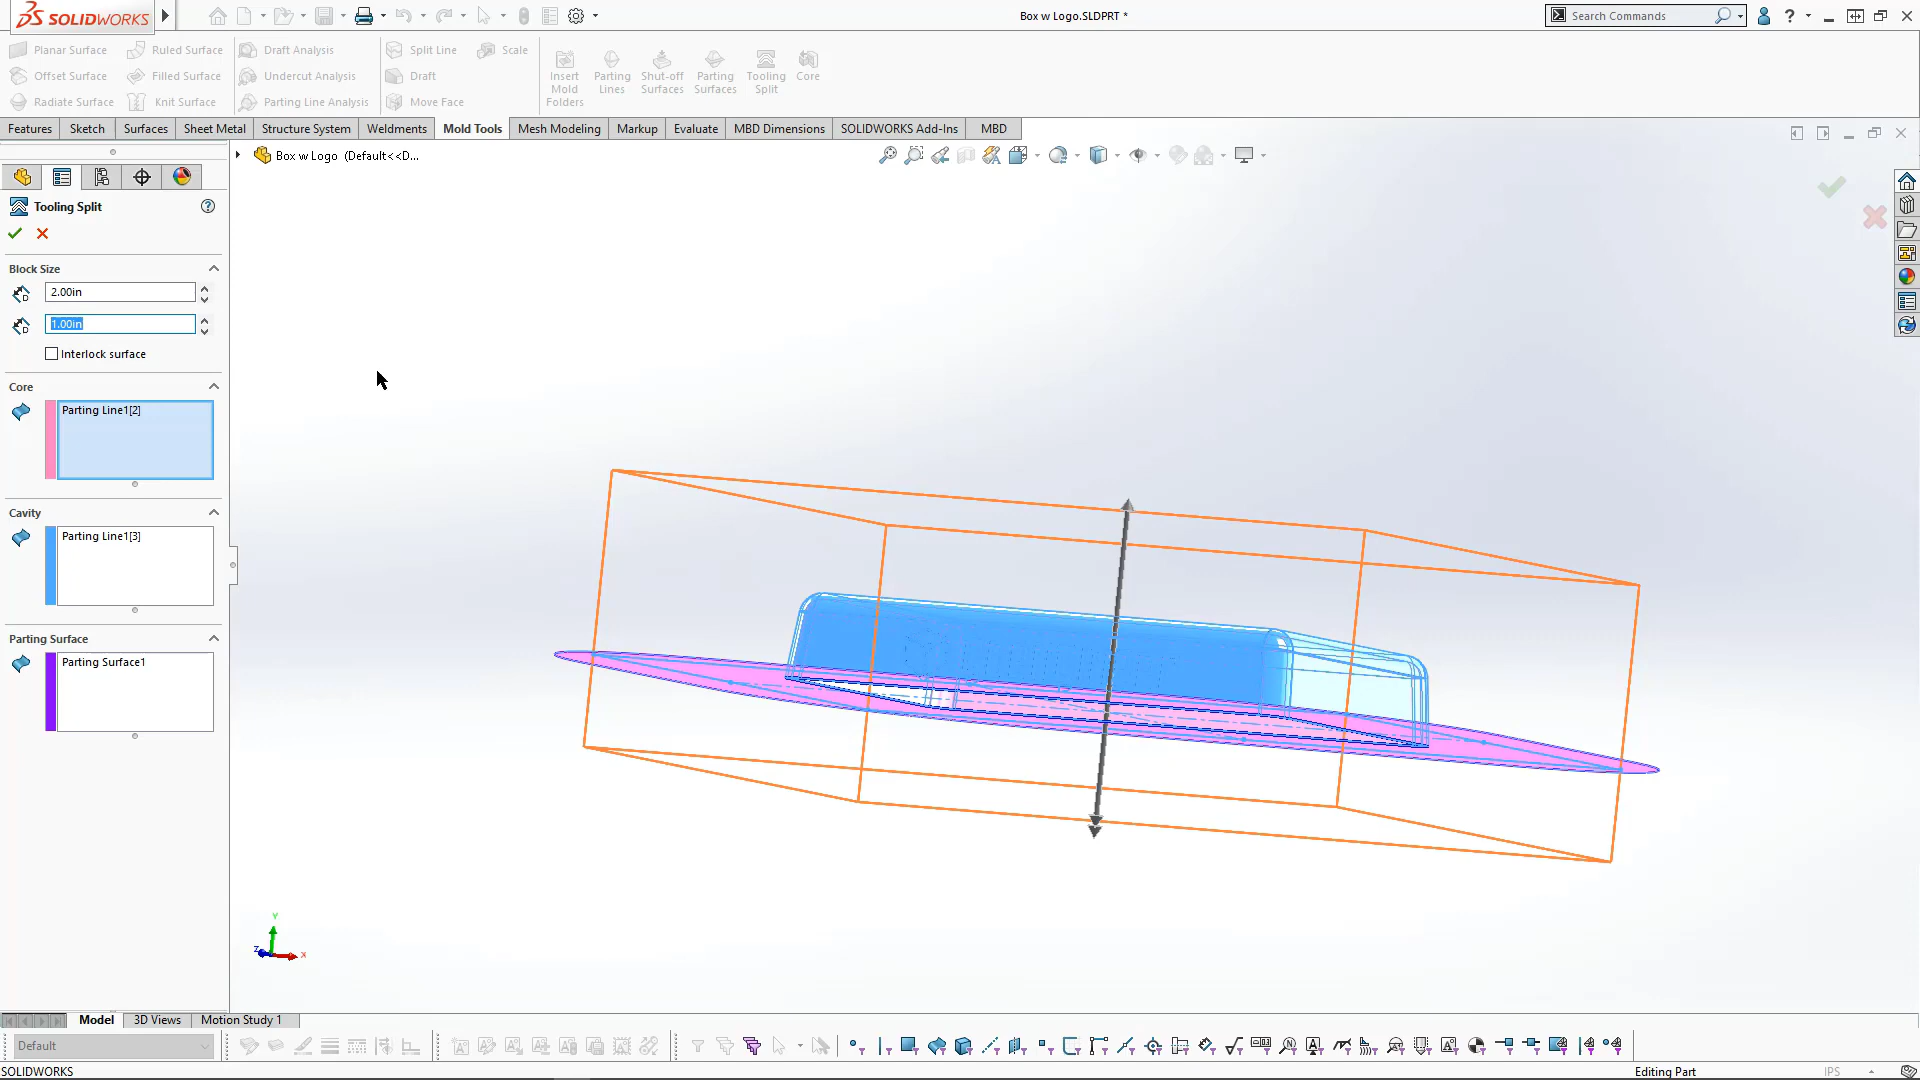 SOLIDWORKS
Box w Logo.SLDPRT *
Search Commands
Planar Surface
Ruled Surface
Draft Analysis
Split Line
Scale
Offset Surface
Filled Surface
Undercut Analysis
Draft
Radiate Surface
Knit Surface
Parting Line Analysis
Move Face
Insert
Mold
Folders
Parting
Lines
Shut-off
Surfaces
Parting
Surfaces
Tooling
Split
Core
Features
Sketch
Surfaces
Sheet Metal
Structure System
Weldments
Mold Tools
Mesh Modeling
Markup
Evaluate
MBD Dimensions
SOLIDWORKS Add-Ins
MBD
Box w Logo (Default<<D...
Tooling Split
Block Size
2.00in
1.00in
Interlock surface
Core
Parting Line1[2]
Cavity
Parting Line1[3]
Parting Surface
Parting Surface1
Y
Z
X
Model
3D Views
Motion Study 1
Default
SOLIDWORKS
Editing Part
IPS